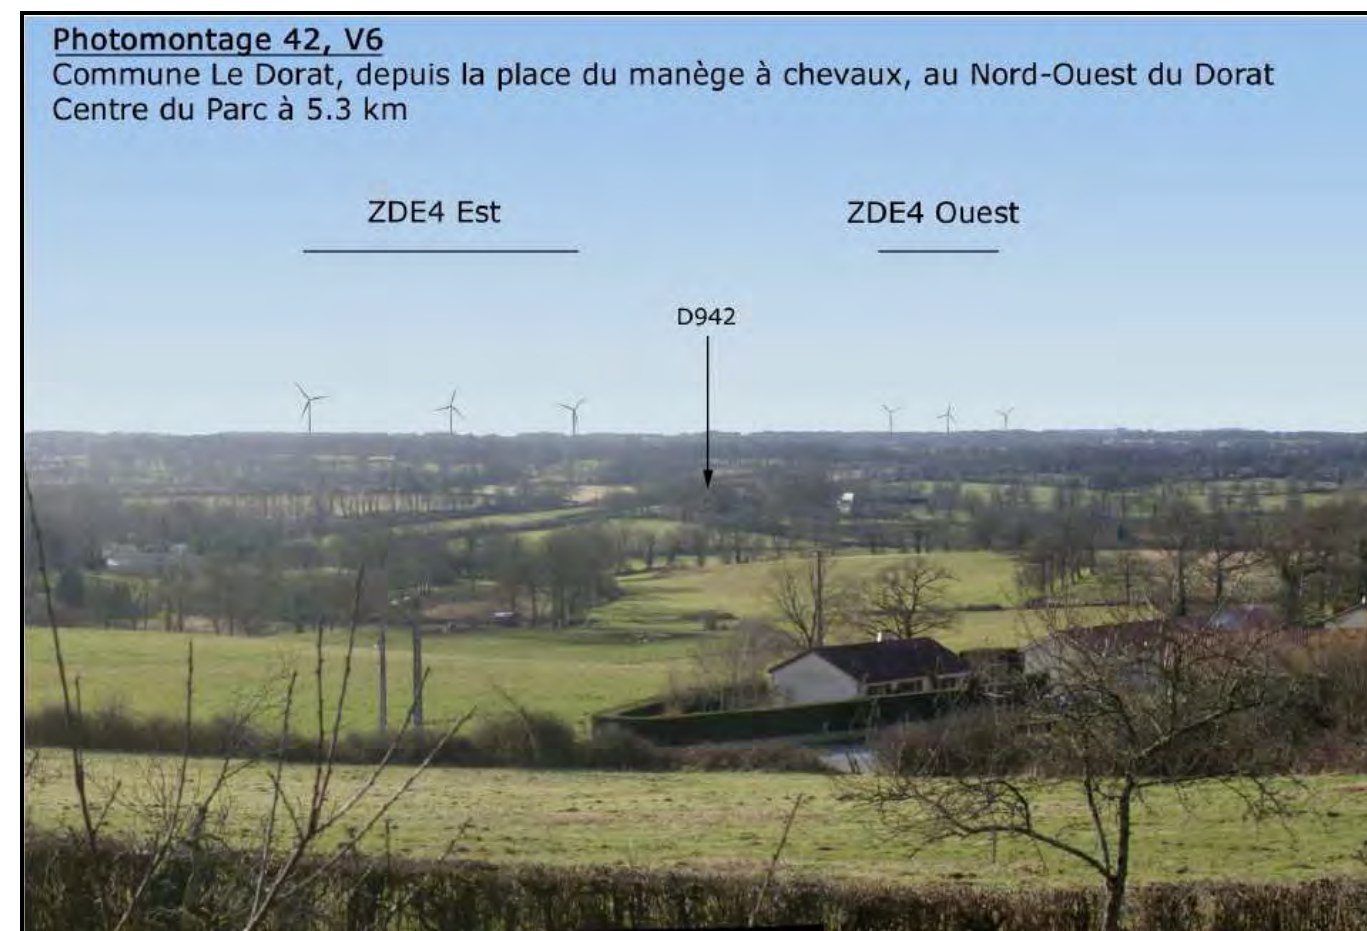 Photomontage 42, V6
Commune Le Dorat, depuis la place du manège à chevaux, au Nord-Ouest du Dorat
Centre du Parc à 5.3 km
ZDE4 Est
ZDE4 Ouest
D942